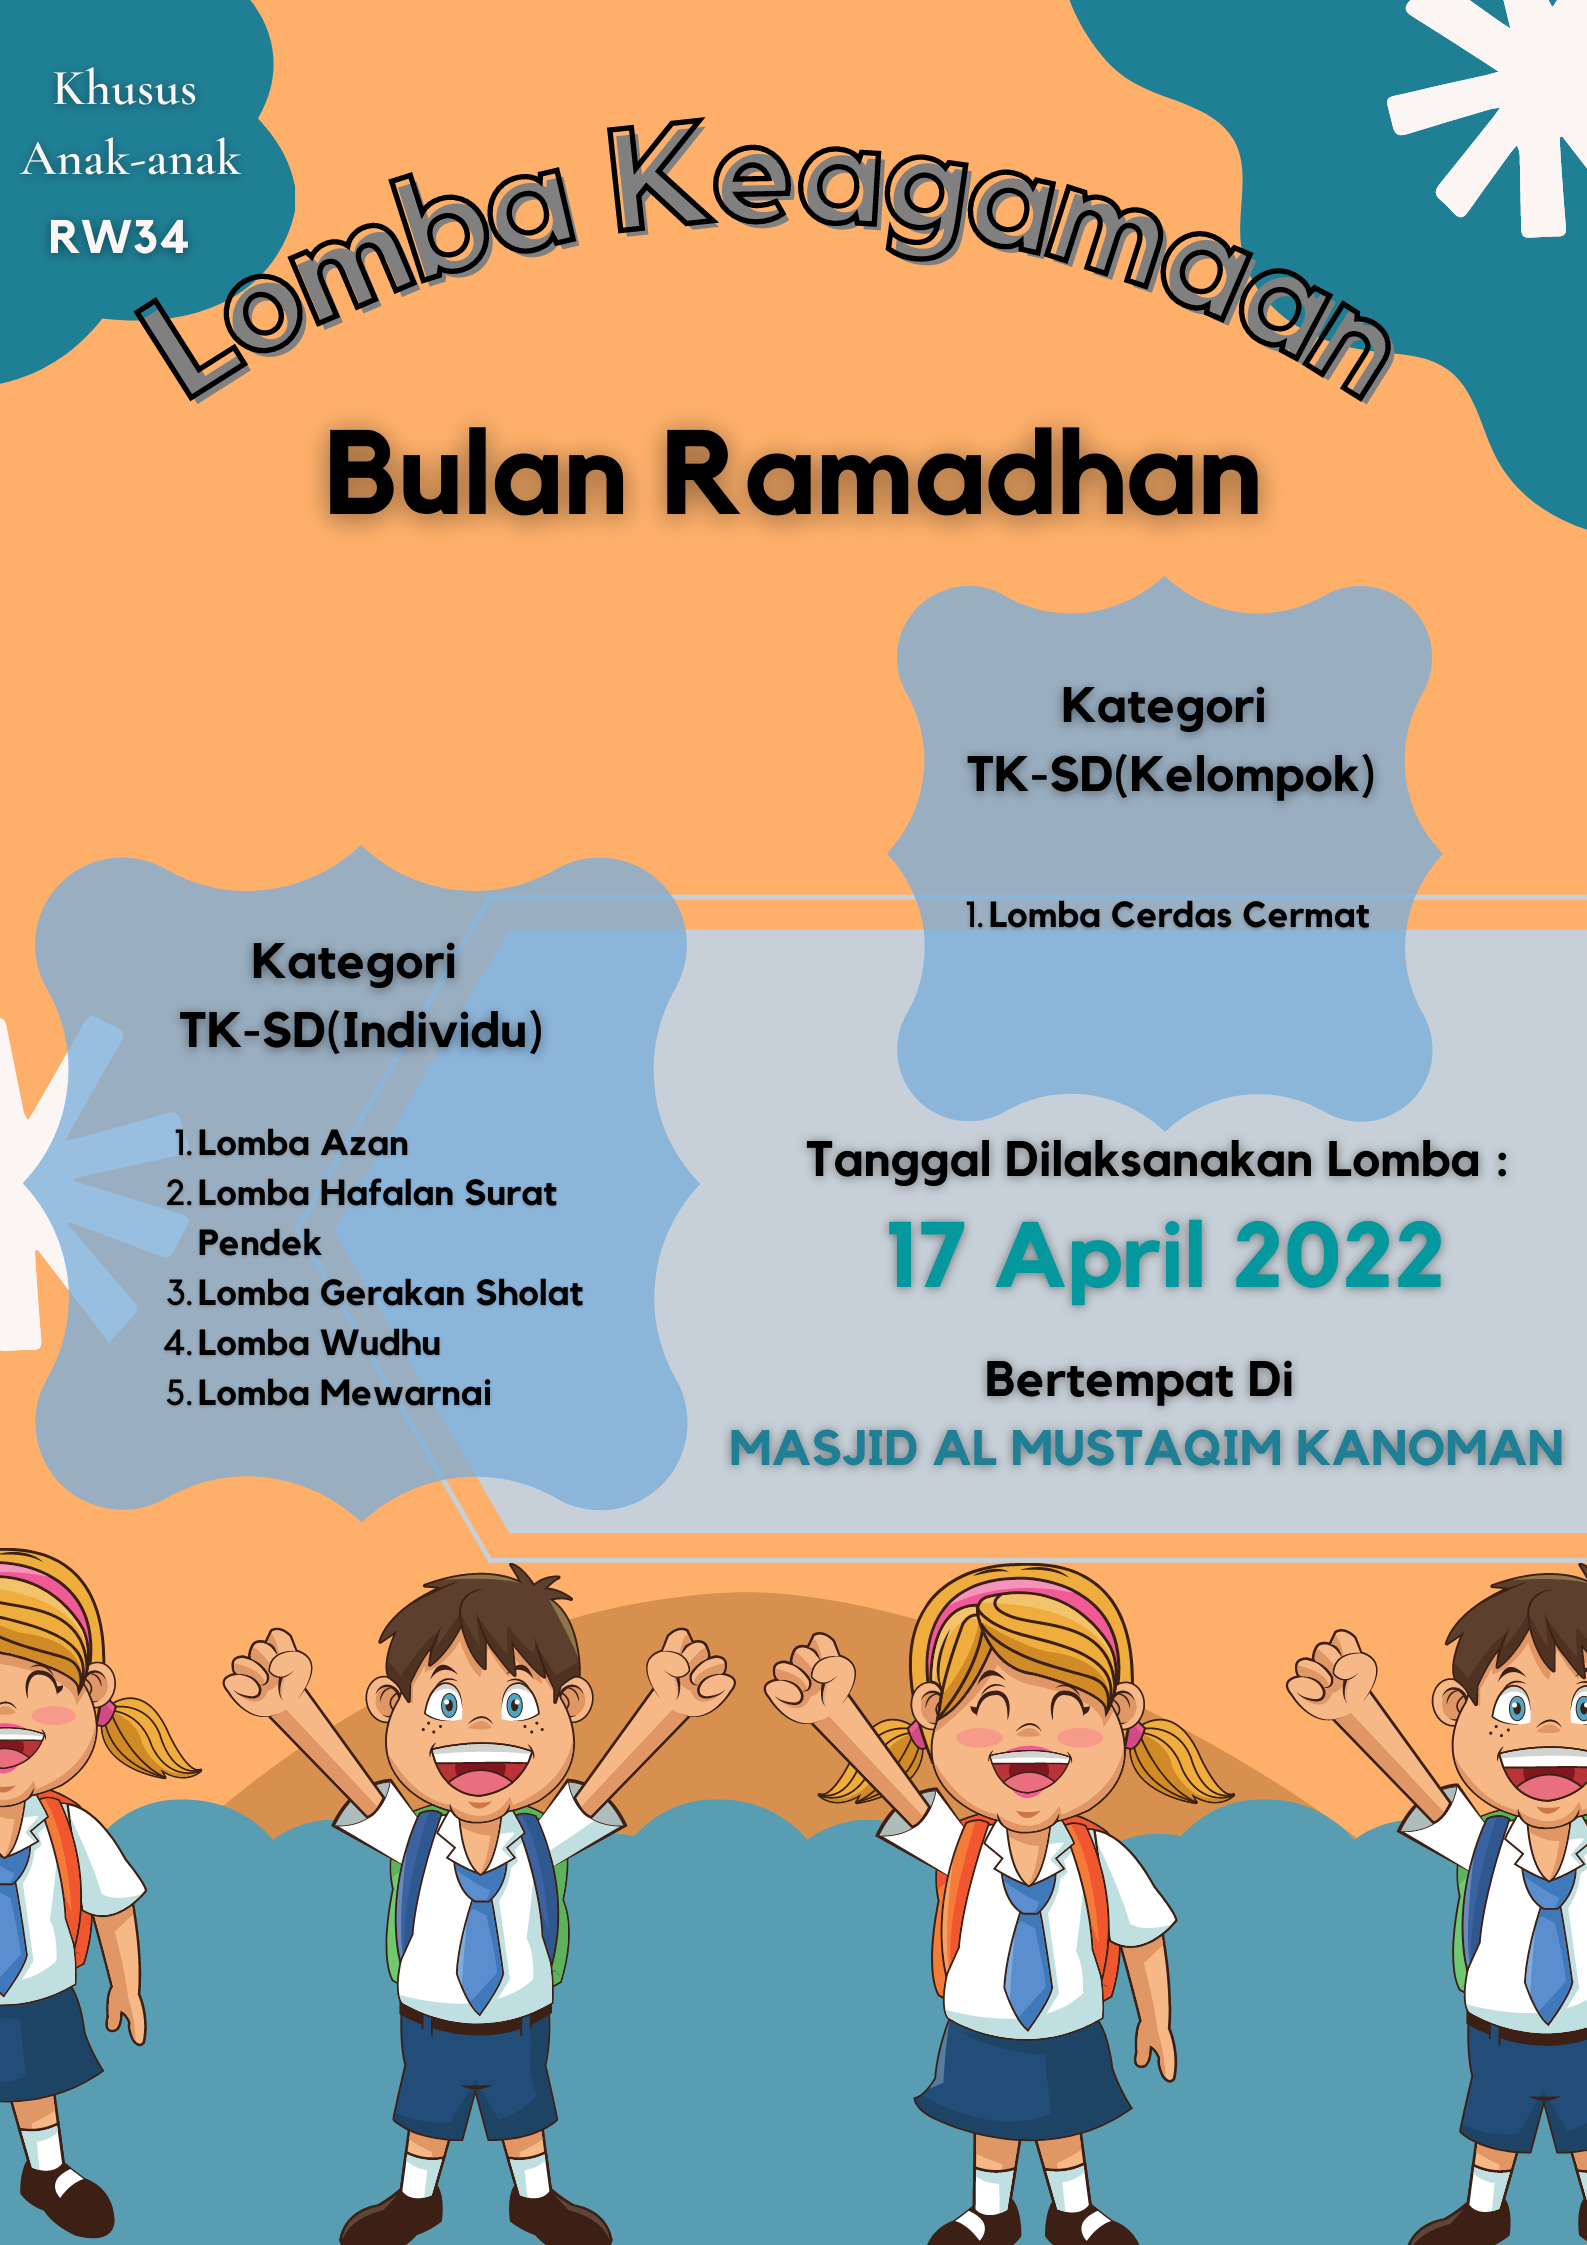 Khusus
Anak-anak
RW34
Lomba Keagamaan
Bulan Ramadhan
Kategori
TK-SD(Kelompok)
1. Lomba Cerdas Cermat
Kategori
TK-SD(Individu)
1. Lomba Azan
2. Lomba Hafalan Surat
Pendek
3. Lomba Gerakan Sholat
4. Lomba Wudhu
5. Lomba Mewarnai
Tanggal Dilaksanakan Lomba :
17 April 2022
Bertempat Di
MASJID AL MUSTAQIM KANOMAN